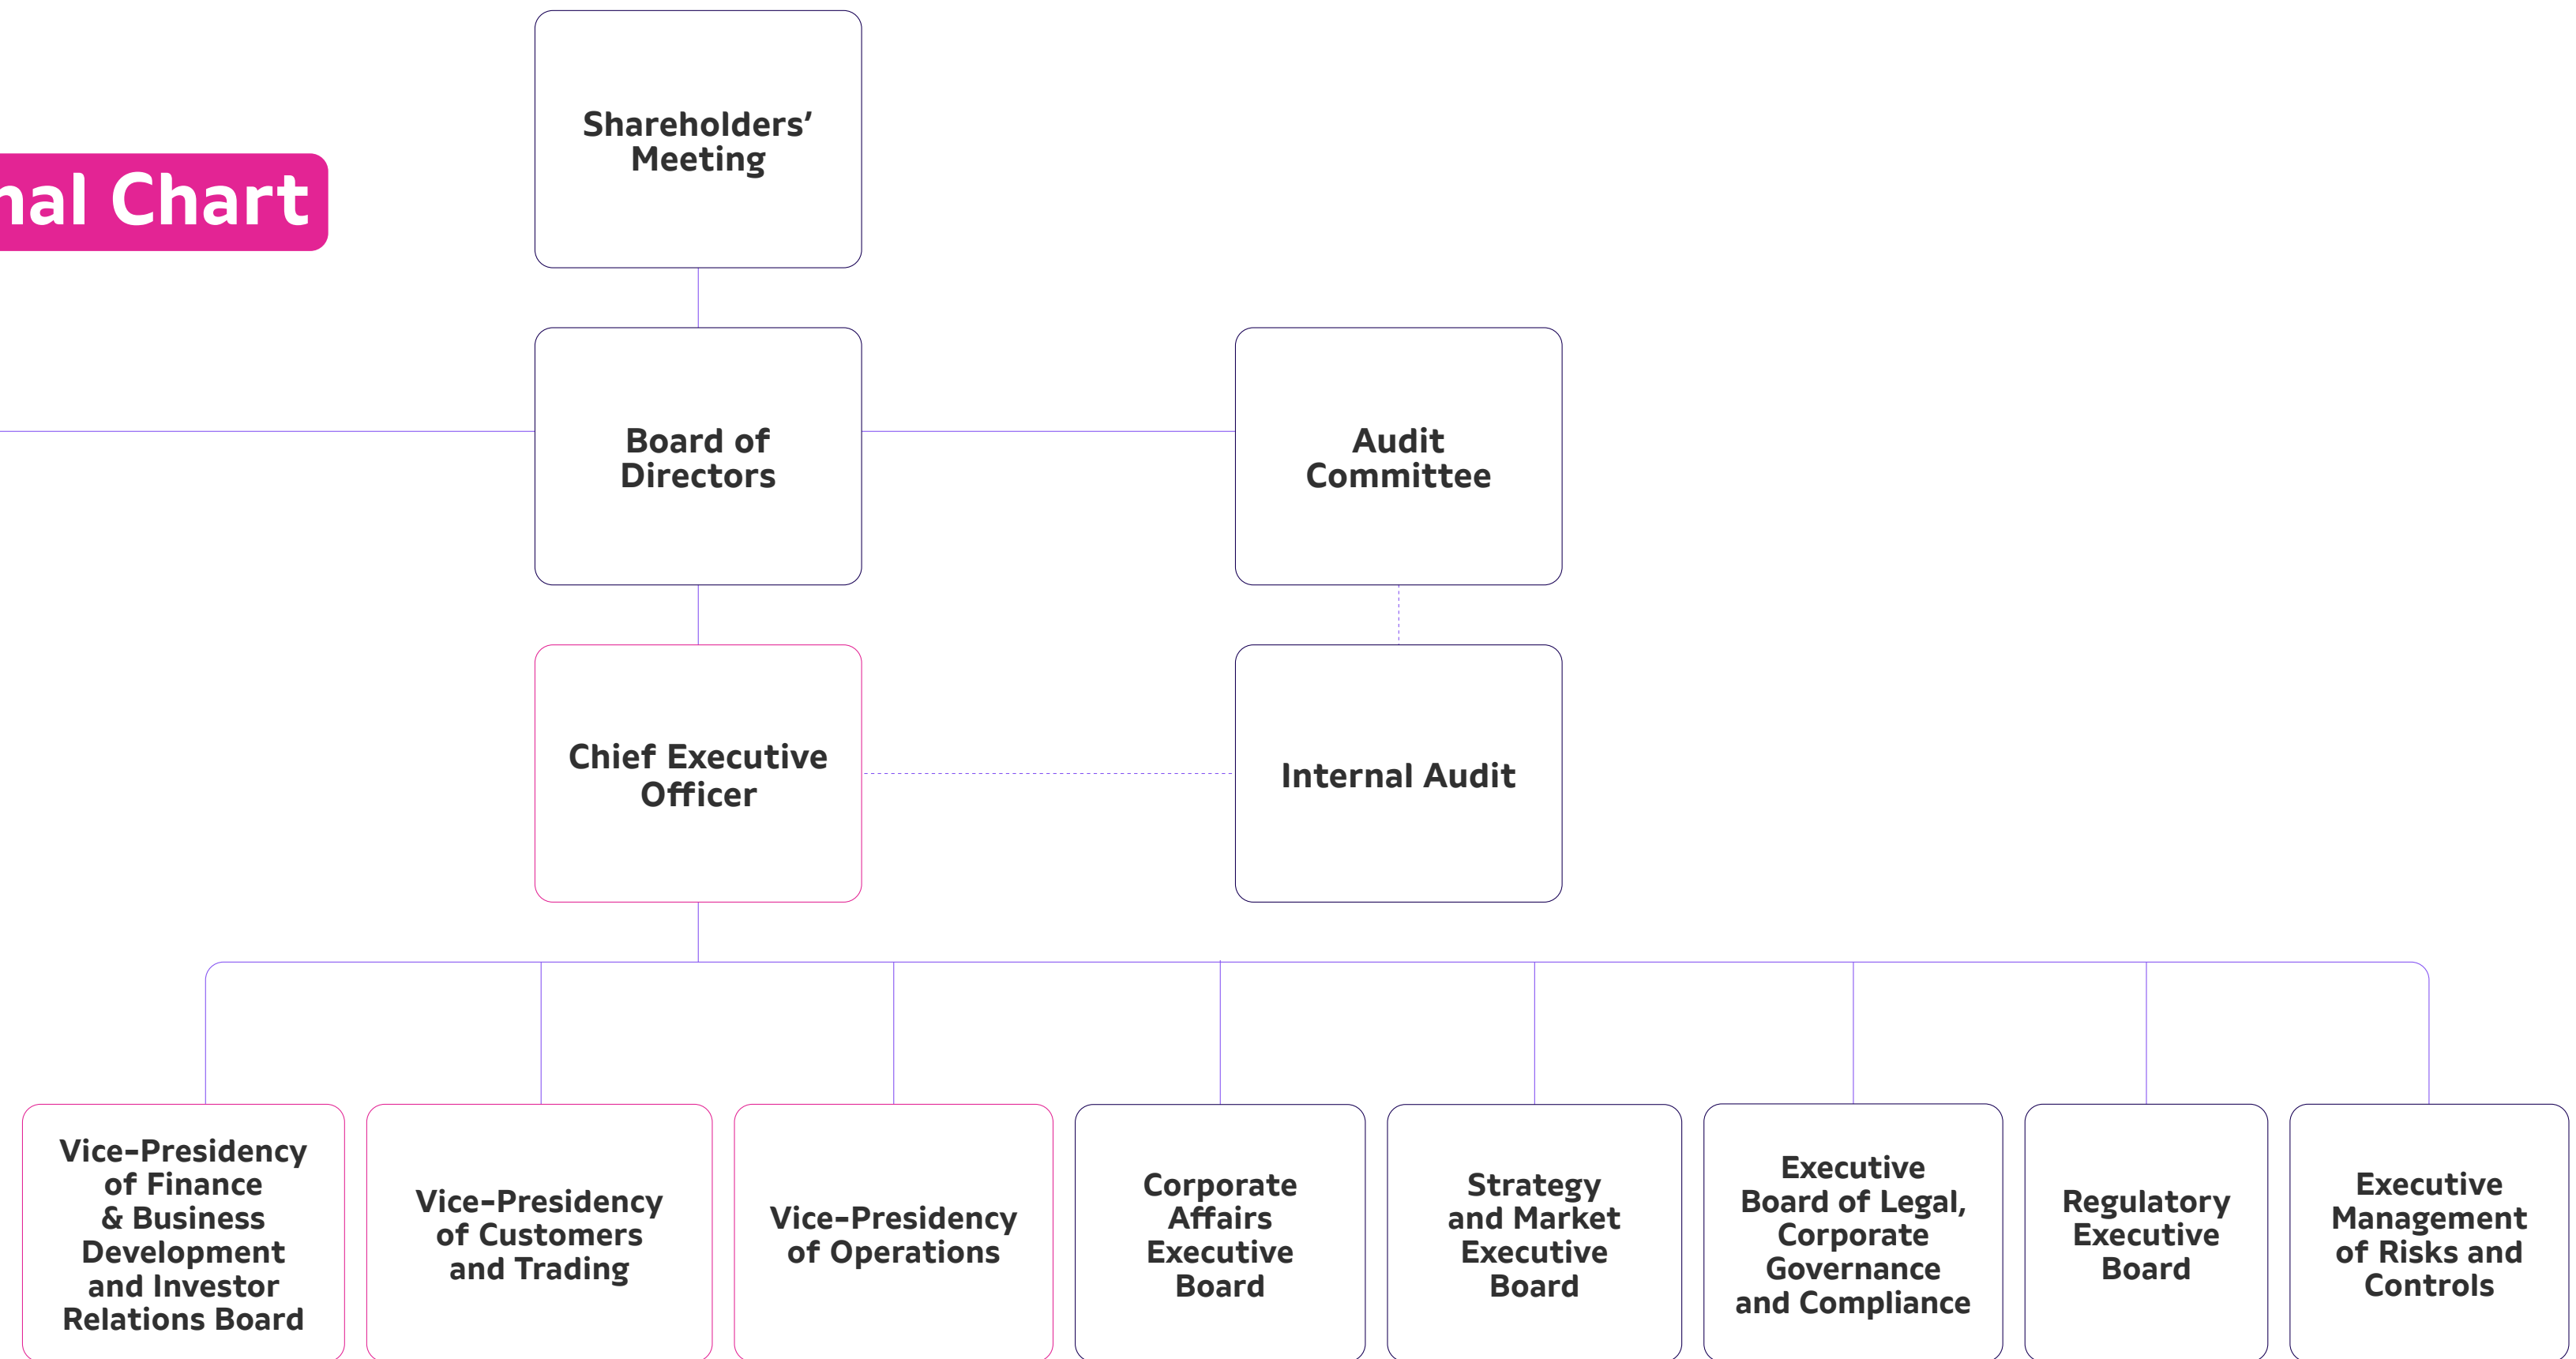 Chart
Shareholders’
Meeting
Board of
Directors
Audit
Committee
Chief Executive
Officer
Internal Audit
Vice-Presidency
of Finance
& Business
Development
and Investor
Relations Board
Vice-Presidency
of Customers
and Trading
Vice-Presidency
of Operations
Corporate
Affairs
Executive
Board
Strategy
and Market
Executive
Board
Executive
Board of Legal,
Corporate
Governance
and Compliance
Regulatory
Executive
Board
Executive
Management
of Risks and
Controls